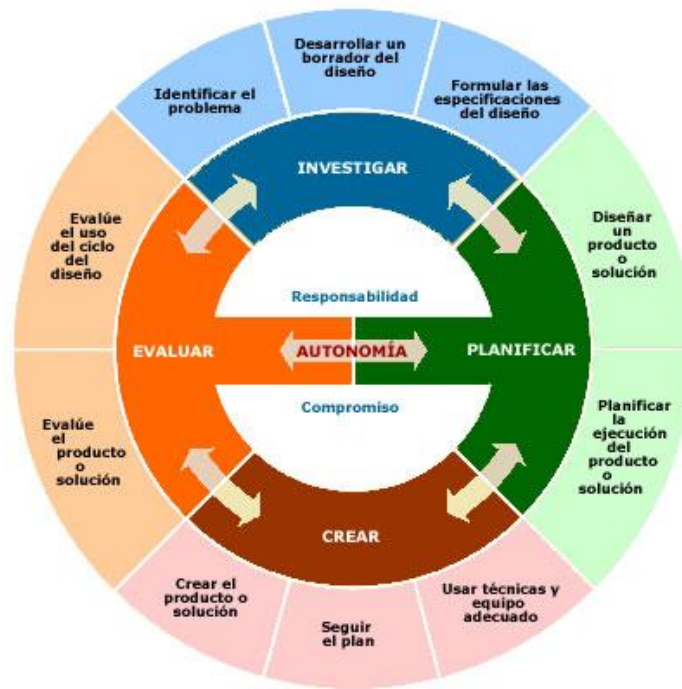 Desarrollar un
borrador del
diseño
Identificar el
problema
Formular las
especificaciones
del diseño
INVESTIGAR
Evalúe
el uso
del ciclo
del
diseño
Diseñar
un
producto
o
solución
Responsabilidad
EVALUAR
AUTONOMÍA
PLANIFICAR
Compromiso
Evalúe
el
producto
o
solución
Planificar
la
ejecución
del
producto
o
solución
CREAR
Crear el
producto o
solución
Seguir
el plan
Usar técnicas y
equipo
adecuado